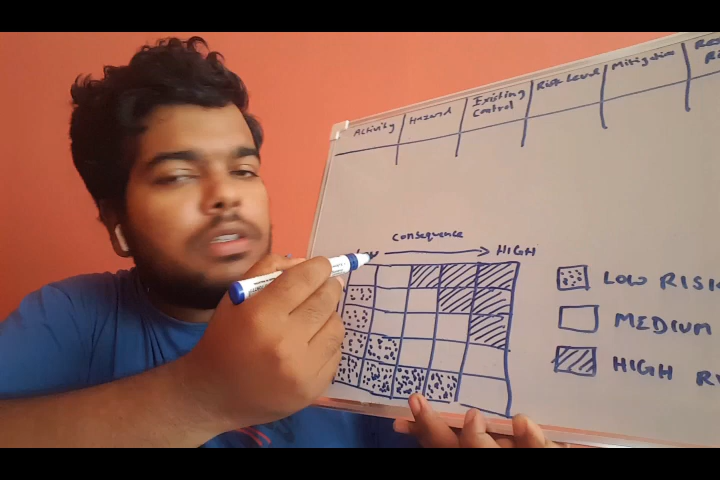 Activity Hazard Existing Control Risk Level Mitigation
Consequence
HIGH
LOW RISK
MEDIUM
HIGH